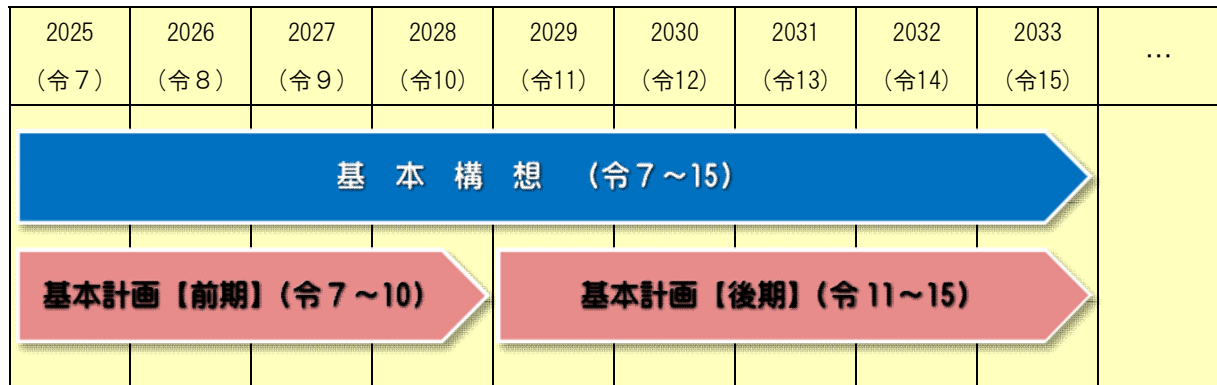 2025 2026 2027 2028 2029 2030 2031 2032 2033 …
（令７） （令８） （令９） （令10） （令11） （令12） （令13） （令14） （令15）
基 本 構 想 （令７～15）
基本計画【前期】（令７～10） 基本計画【後期】（令11～15）